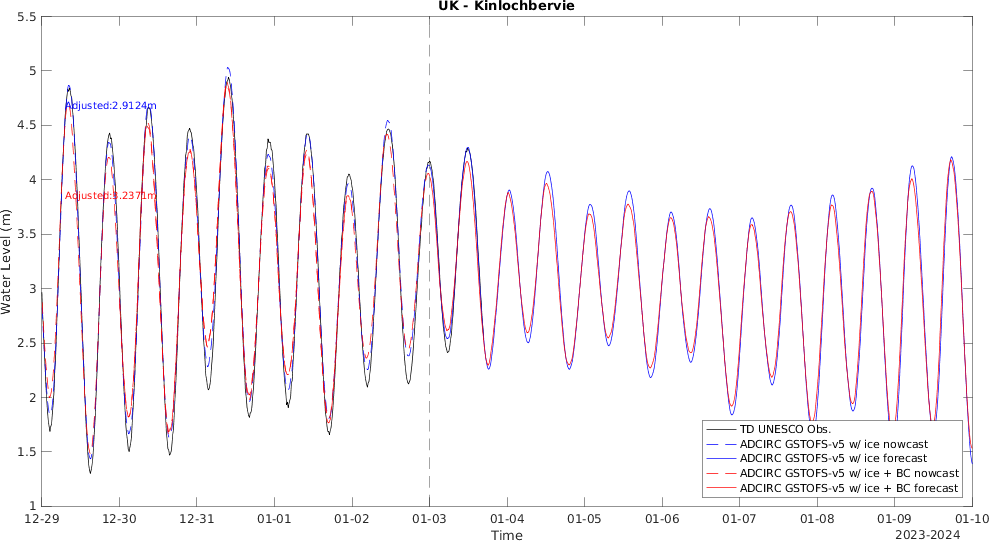 UK - Kinlochbervie
5.5
5
4.5
4
3.5
3
2.5
2
1.5
1
Water Level (m)
Adjusted:2.9124m
Adjusted:3.2371m
TD UNESCO Obs.
ADCIRC GSTOFS-v5 w/ ice nowcast
ADCIRC GSTOFS-v5 w/ ice forecast
ADCIRC GSTOFS-v5 w/ ice + BC nowcast
ADCIRC GSTOFS-v5 w/ ice + BC forecast
12-29 12-30 12-31 01-01 01-02 01-03 01-04 01-05 01-06 01-07 01-08 01-09 01-10
Time
2023-2024